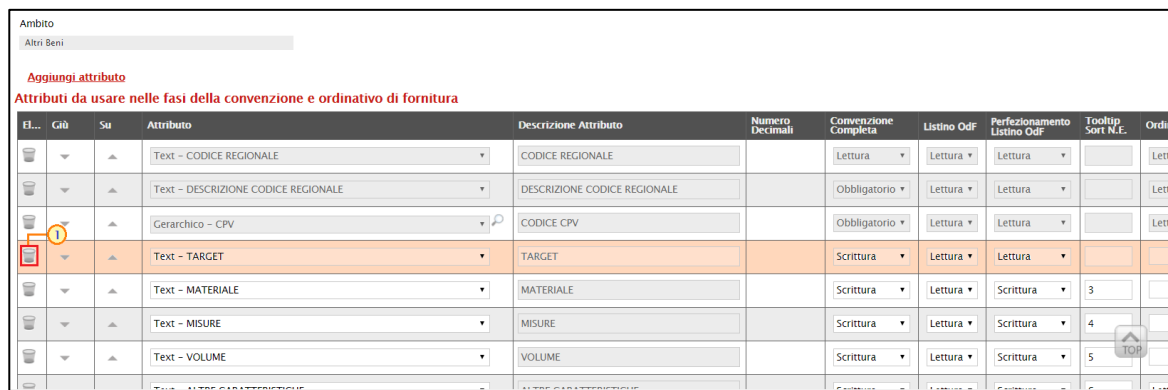 Ambito
Altri Beni
Aggiungi attributo
Attributi da usare nelle fasi della convenzione e ordinativo di fornitura
El... Giù Su Attributo Descrizione Attributo Numero Decimali Convenzione Completa Listino OdF Perfezionamento Listino OdF Tooltip Sort N.E. Ordi
Text - CODICE REGIONALE CODICE REGIONALE Lettura Lettura Lettura Lett
Text - DESCRIZIONE CODICE REGIONALE DESCRIZIONE CODICE REGIONALE Obbligatorio Lettura Lettura Lett
Gerarchico - CPV CODICE CPV Obbligatorio Lettura Lettura Lett
1
Text - TARGET TARGET Scrittura Lettura Lettura
Text - MATERIALE MATERIALE Scrittura Lettura Scrittura 3
Text - MISURE MISURE Scrittura Lettura Scrittura 4
Text - VOLUME VOLUME Scrittura Lettura Scrittura 5
TOP